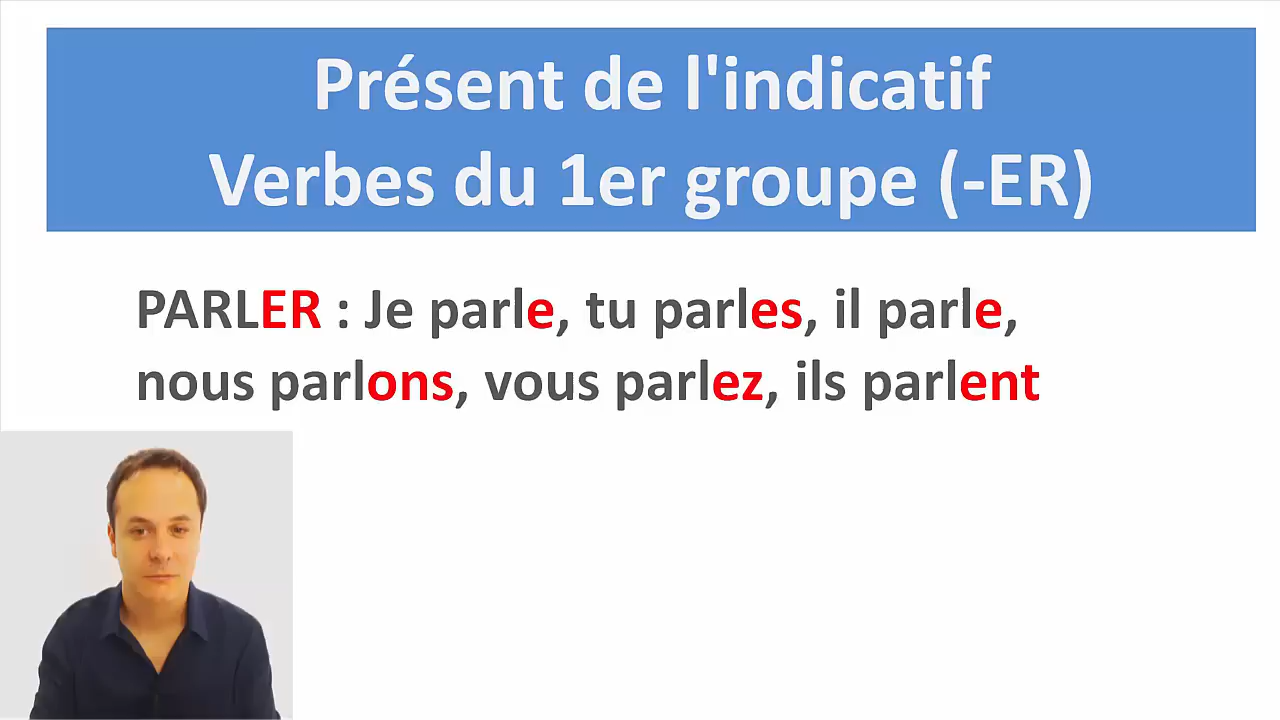 Présent de l'indicatif
Verbes du 1er groupe (-ER)
PARLER : Je parle, tu parles, il parle,
nous parlons, vous parlez, ils parlent